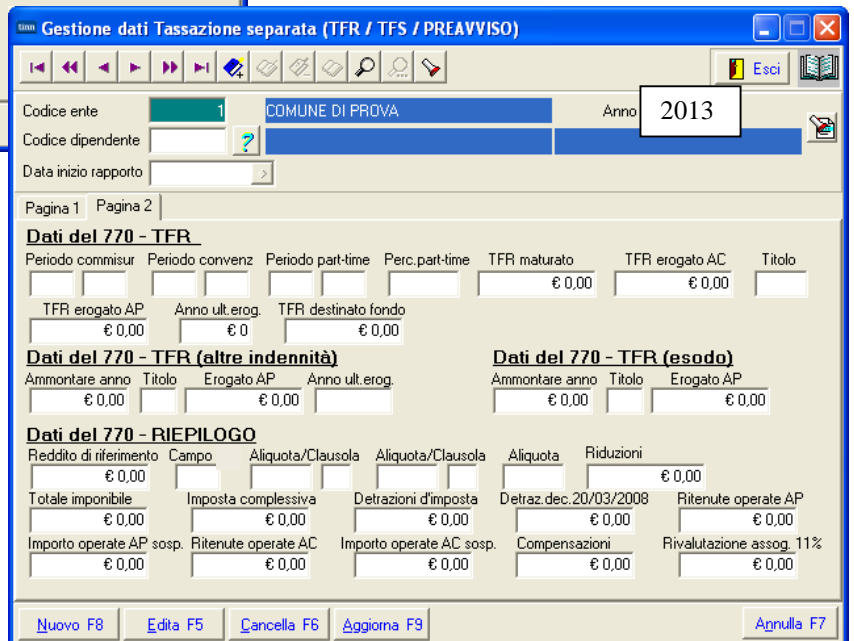 tinn Gestione dati Tassazione separata (TFR / TFS / PREAVVISO)
Esci
Codice ente 1 COMUNE DI PROVA Anno 2013
Codice dipendente ?
Data inizio rapporto
Pagina 1 Pagina 2
Dati del 770 - TFR
Periodo commisur Periodo convenz Periodo part-time Perc.part-time TFR maturato TFR erogato AC Titolo
€ 0,00 € 0,00
TFR erogato AP Anno ult.erog. TFR destinato fondo
€ 0,00 € 0 € 0,00
Dati del 770 - TFR (altre indennità) Dati del 770 - TFR (esodo)
Ammontare anno Titolo Erogato AP Anno ult.erog. Ammontare anno Titolo Erogato AP
€ 0,00 € 0,00 € 0,00 € 0,00
Dati del 770 - RIEPILOGO
Reddito di riferimento Campo Aliquota/Clausola Aliquota/Clausola Aliquota Riduzioni
€ 0,00 € 0,00
Totale imponibile Imposta complessiva Detrazioni d'imposta Detraz.dec.20/03/2008 Ritenute operate AP
€ 0,00 € 0,00 € 0,00 € 0,00 € 0,00
Importo operate AP sosp. Ritenute operate AC Importo operate AC sosp. Compensazioni Rivalutazione assog. 11%
€ 0,00 € 0,00 € 0,00 € 0,00 € 0,00
Nuovo F8 Edita F5 Cancella F6 Aggiorna F9 Annulla F7